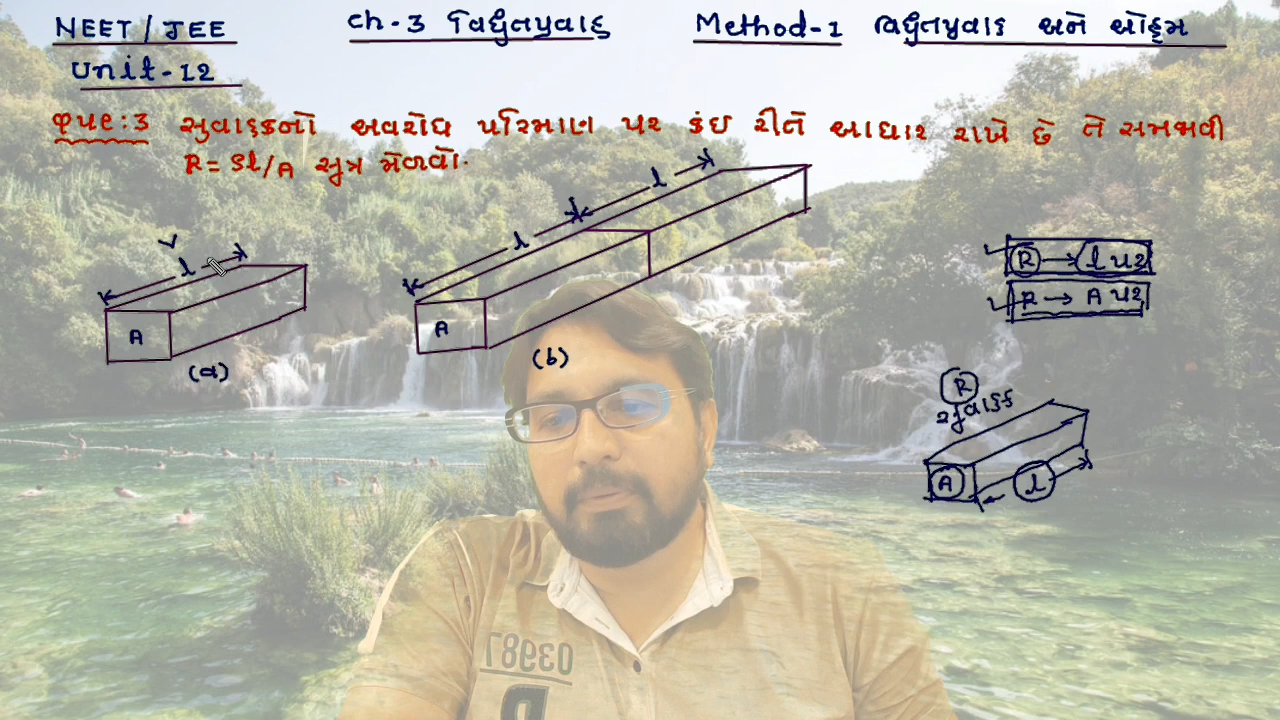 NEET / JEE ch-3 વિદ્યુતપ્રવાહ Method-1 વિદ્યુતપ્રવાહ અને ઓહ્મ
Unit-12
પ્રશ્ન:3 સુવાહકનો અવરોધ પરિમાણ પર કંઇ રીતે આધાર રાખે છે તે સમજાવી
R = ρl/A સૂત્ર મેળવો.
l l l
R → l પર
R → A પર
A A
(a) (b)
R
સુવાહક
A l